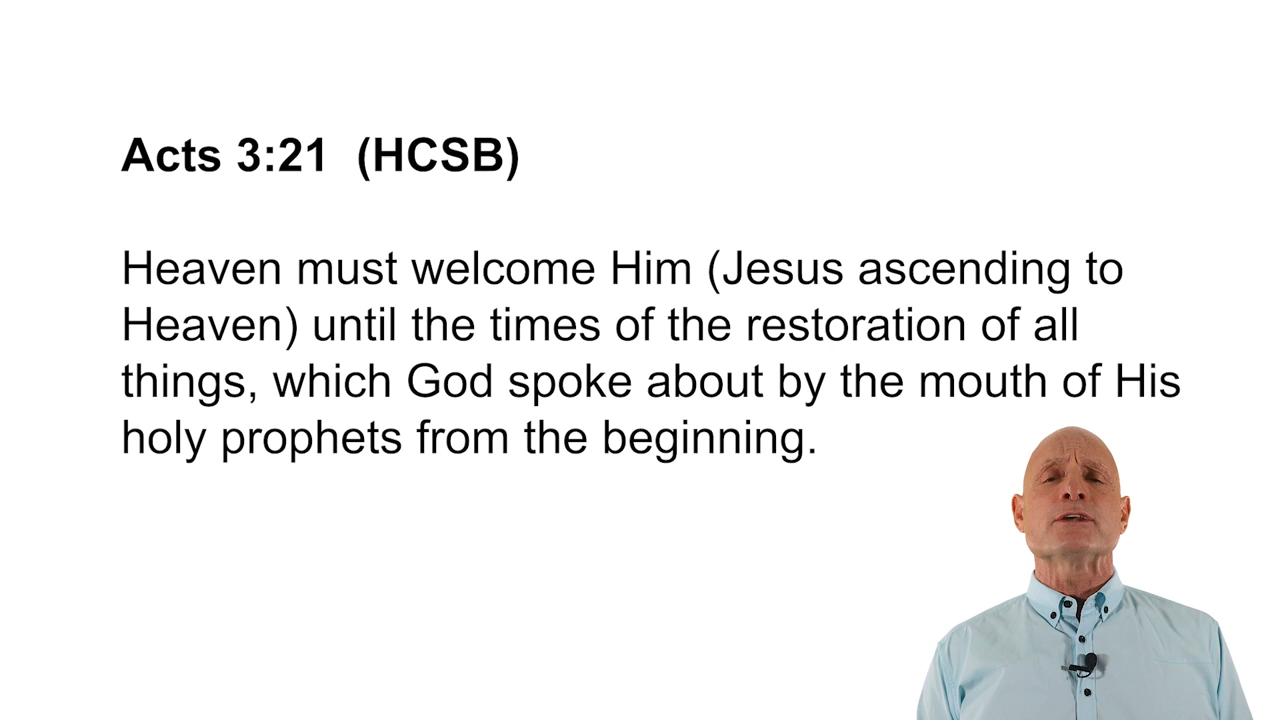 Acts 3:21 (HCSB)
Heaven must welcome Him (Jesus ascending to
Heaven) until the times of the restoration of all
things, which God spoke about by the mouth of His
holy prophets from the beginning.